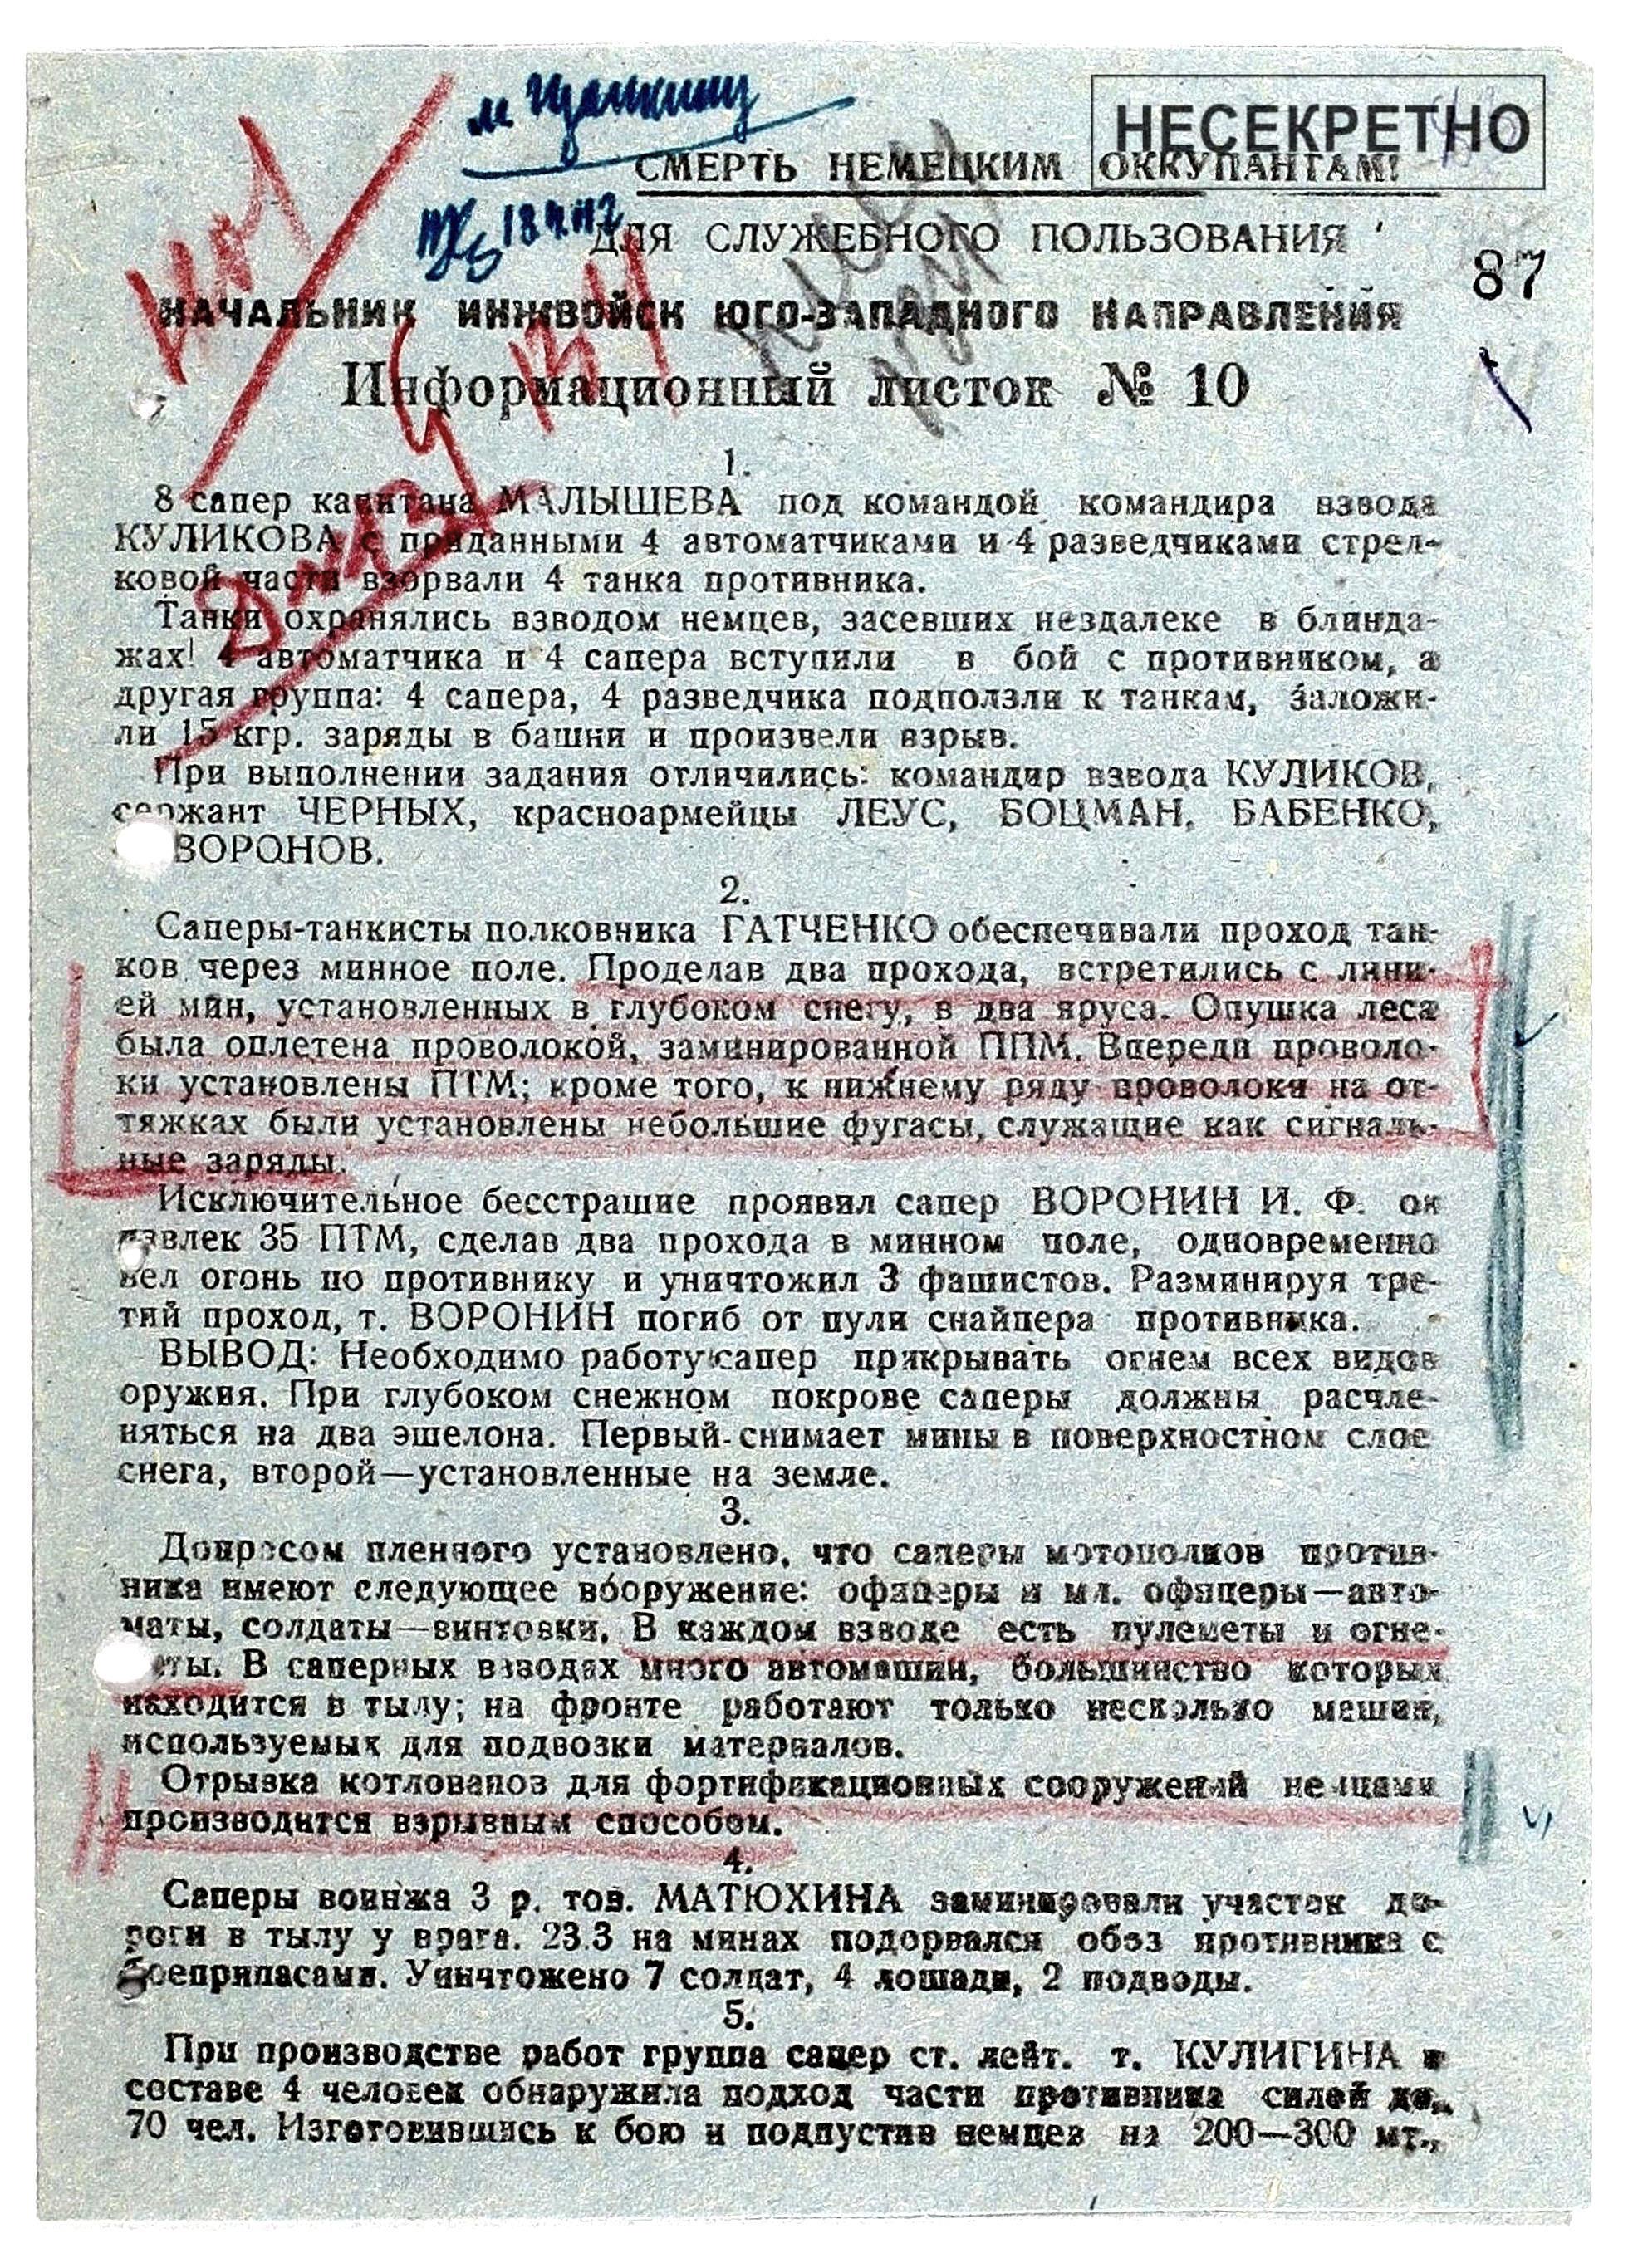 НЕСЕКРЕТНО
СМЕРТЬ НЕМЕЦКИМ ОККУПАНТАМ!
ДЛЯ СЛУЖЕБНОГО ПОЛЬЗОВАНИЯ
87
НАЧАЛЬНИК ИНЖВОЙСК ЮГО-ЗАПАДНОГО НАПРАВЛЕНИЯ
Информационный листок № 10
1.
8 сапер капитана МАЛЫШЕВА под командой командира взвода
КУЛИКОВА с приданными 4 автоматчиками и 4 разведчиками стрел-
ковой части взорвали 4 танка противника.
Танки охранялись взводом немцев, засевших нездалеке в блинда-
жах! 4 автоматчика и 4 сапера вступили в бой с противником, а
другая группа: 4 сапера, 4 разведчика подползли к танкам, заложи-
ли 15 кгр. заряды в башни и произвели взрыв.
При выполнении задания отличились: командир взвода КУЛИКОВ,
сержант ЧЕРНЫХ, красноармейцы ЛЕУС, БОЦМАН, БАБЕНКО,
ВОРОНОВ.
2.
Саперы-танкисты полковника ГАТЧЕНКО обеспечивали проход тан-
ков через минное поле. Проделав два прохода, встретились с лини-
ей мин, установленных в глубоком снегу, в два яруса. Опушка леса
была оплетена проволокой, заминированной ППМ. Впереди проволо-
ки установлены ПТМ; кроме того, к нижнему ряду проволоки на от-
тяжках были установлены небольшие фугасы, служащие как сигналь-
ные заряды.
Исключительное бесстрашие проявил сапер ВОРОНИН И. Ф. он
извлек 35 ПТМ, сделав два прохода в минном поле, одновременно
вел огонь по противнику и уничтожил 3 фашистов. Разминируя тре-
тий проход, т. ВОРОНИН погиб от пули снайпера противника.
ВЫВОД: Необходимо работу сапер прикрывать огнем всех видов
оружия. При глубоком снежном покрове саперы должны расчле-
няться на два эшелона. Первый-снимает мины в поверхностном слое
снега, второй—установленные на земле.
3.
Допросом пленного установлено, что саперы мотополков против-
ника имеют следующее вооружение: офицеры и мл. офицеры—авто-
маты, солдаты—винтовки. В каждом взводе есть пулеметы и огне-
еты. В саперных взводах много автомашин, большинство которых
находится в тылу; на фронте работают только несколько машин,
используемых для подвозки материалов.
Отрывка котлованов для фортификационных сооружений немцами
производится взрывным способом.
4.
Саперы воинжа 3 р. тов. МАТЮХИНА заминировали участок до-
роги в тылу у врага. 23.3 на минах подорвался обоз противника с
боеприпасами. Уничтожено 7 солдат, 4 лошади, 2 подводы.
5.
При производстве работ группа сапер ст. лейт. т. КУЛИГИНА в
составе 4 человек обнаружила подход части противника силой до
70 чел. Изготовившись к бою и подпустив немцев на 200—300 мт.,